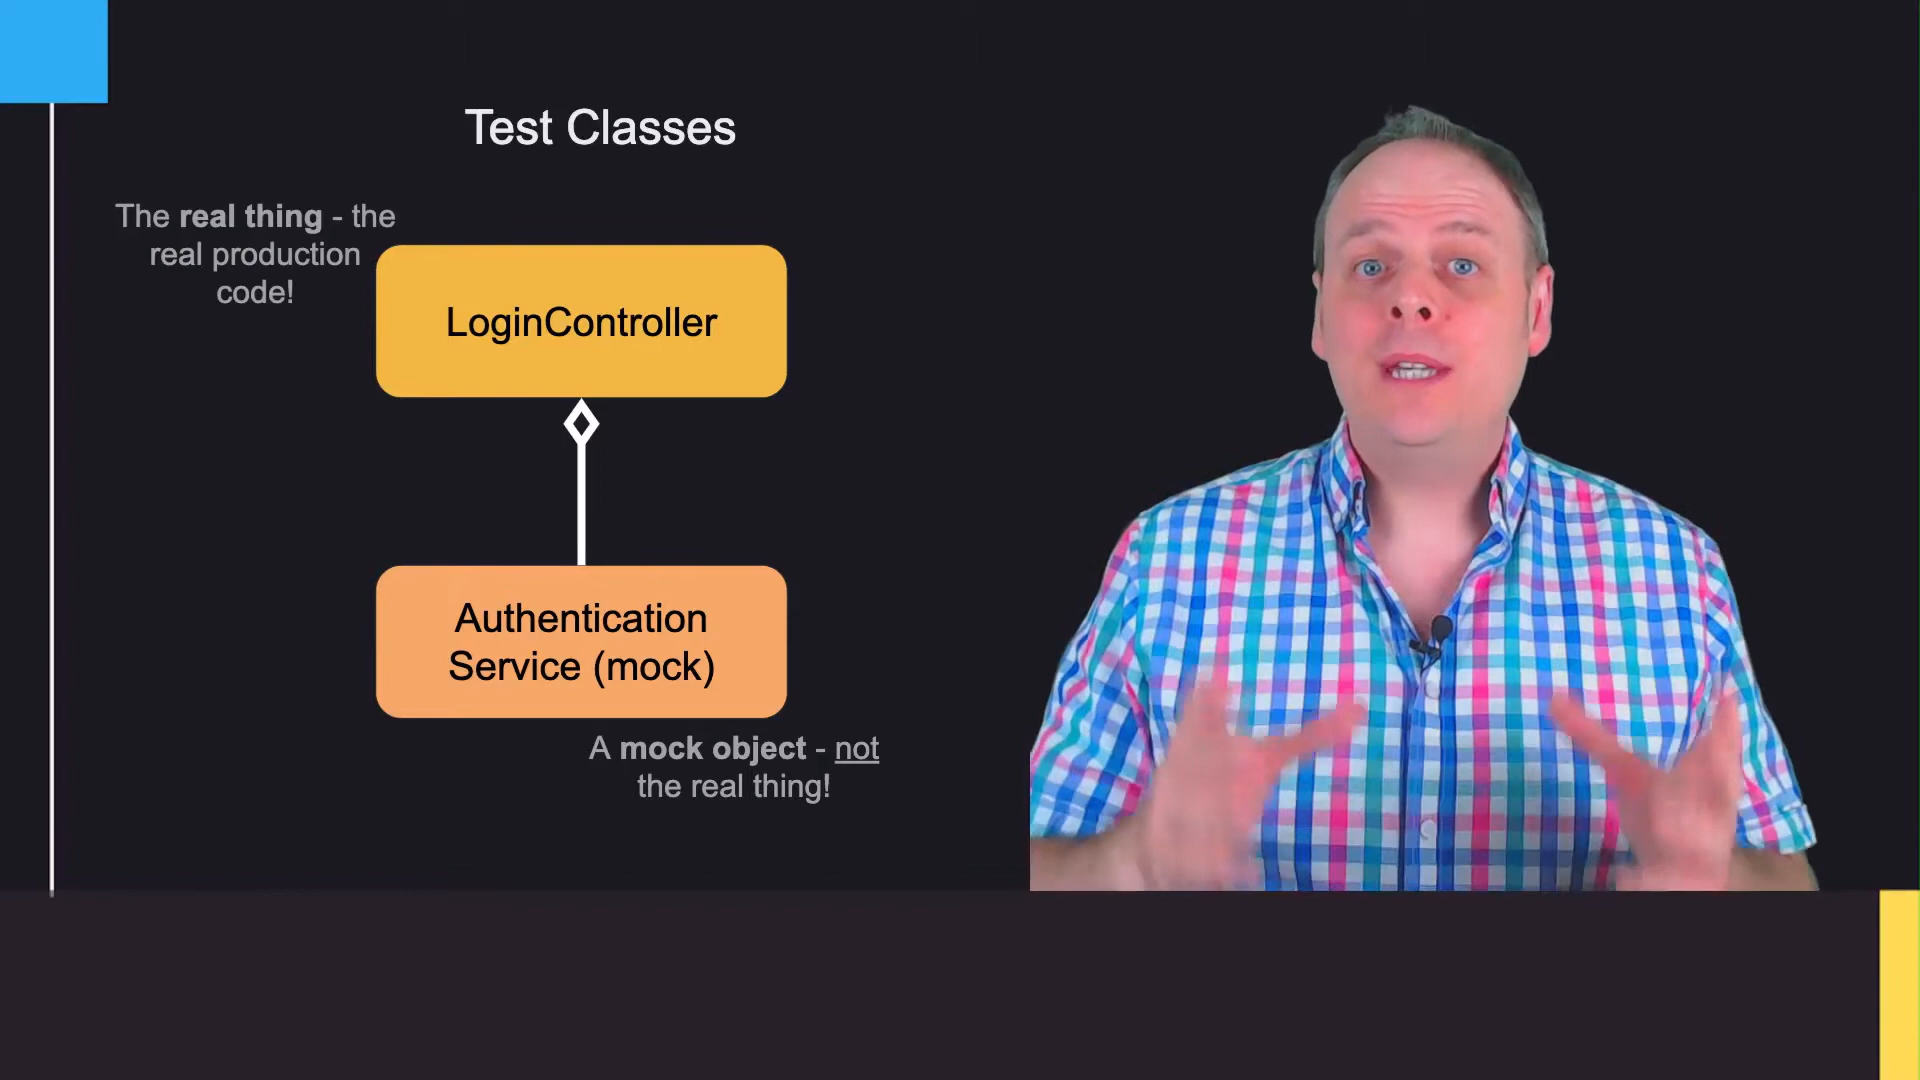 Test Classes
The real thing - the
real production
code!
LoginController
Authentication
Service (mock)
A mock object - not
the real thing!